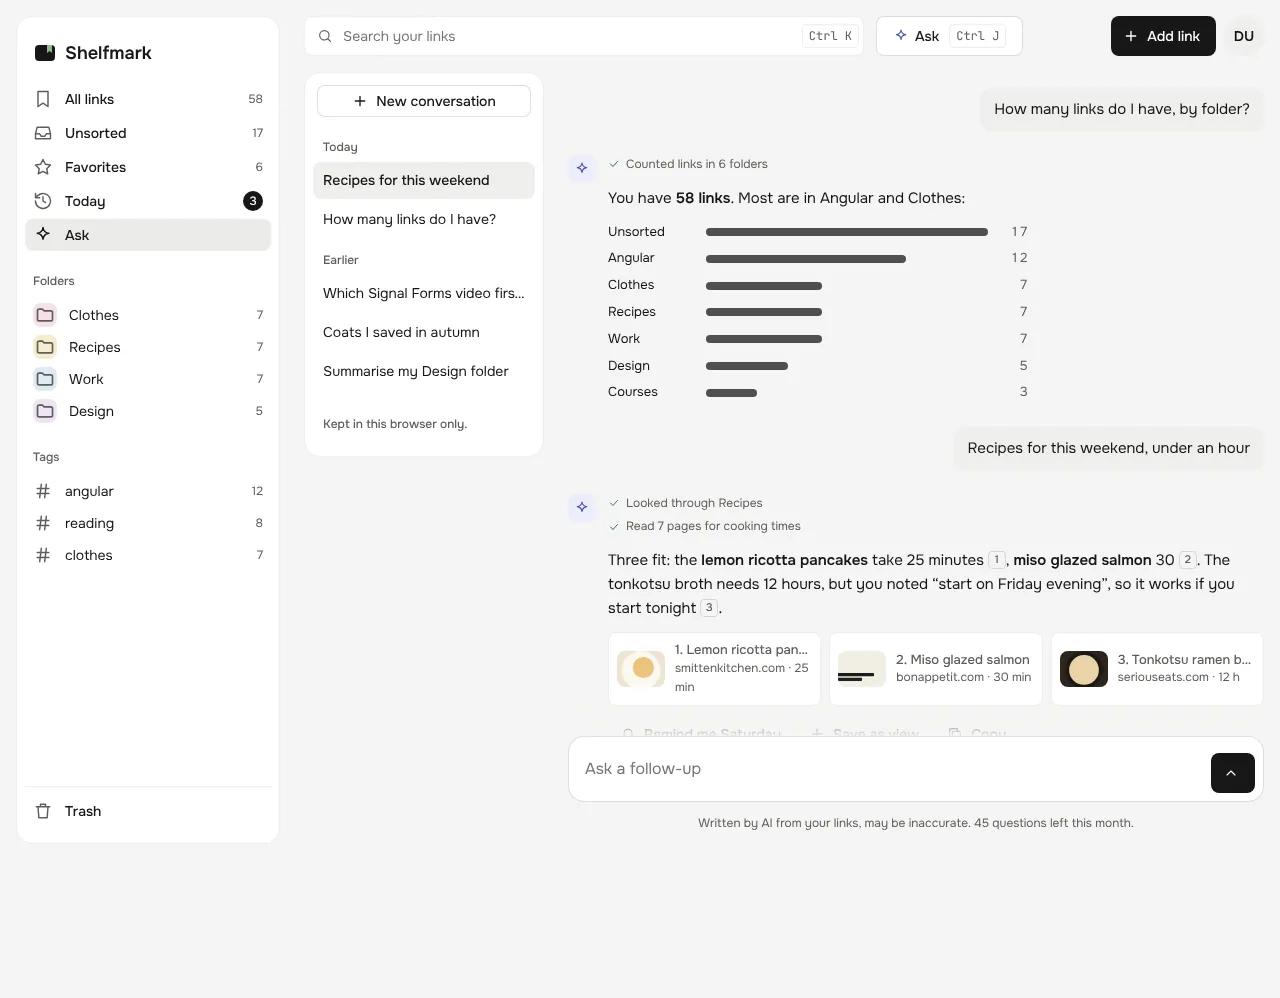 Shelfmark
All links 58
Unsorted 17
Favorites 6
Today 3
Ask
Folders
Clothes 7
Recipes 7
Work 7
Design 5
Tags
# angular 12
# reading 8
# clothes 7
Trash
Search your links Ctrl K
Ask Ctrl J
+ Add link
DU
+ New conversation
Today
Recipes for this weekend
How many links do I have?
Earlier
Which Signal Forms video firs...
Coats I saved in autumn
Summarise my Design folder
Kept in this browser only.
How many links do I have, by folder?
Counted links in 6 folders
You have 58 links. Most are in Angular and Clothes:
Unsorted 17
Angular 12
Clothes 7
Recipes 7
Work 7
Design 5
Courses 3
Recipes for this weekend, under an hour
Looked through Recipes
Read 7 pages for cooking times
Three fit: the lemon ricotta pancakes take 25 minutes 1, miso glazed salmon 30 2. The
tonkotsu broth needs 12 hours, but you noted “start on Friday evening”, so it works if you
start tonight 3.
1. Lemon ricotta pan...
smittenkitchen.com · 25
min
2. Miso glazed salmon
bonappetit.com · 30 min
3. Tonkotsu ramen b...
seriouseats.com · 12 h
Remind me Saturday + Save as view Copy
Ask a follow-up
Written by AI from your links, may be inaccurate. 45 questions left this month.